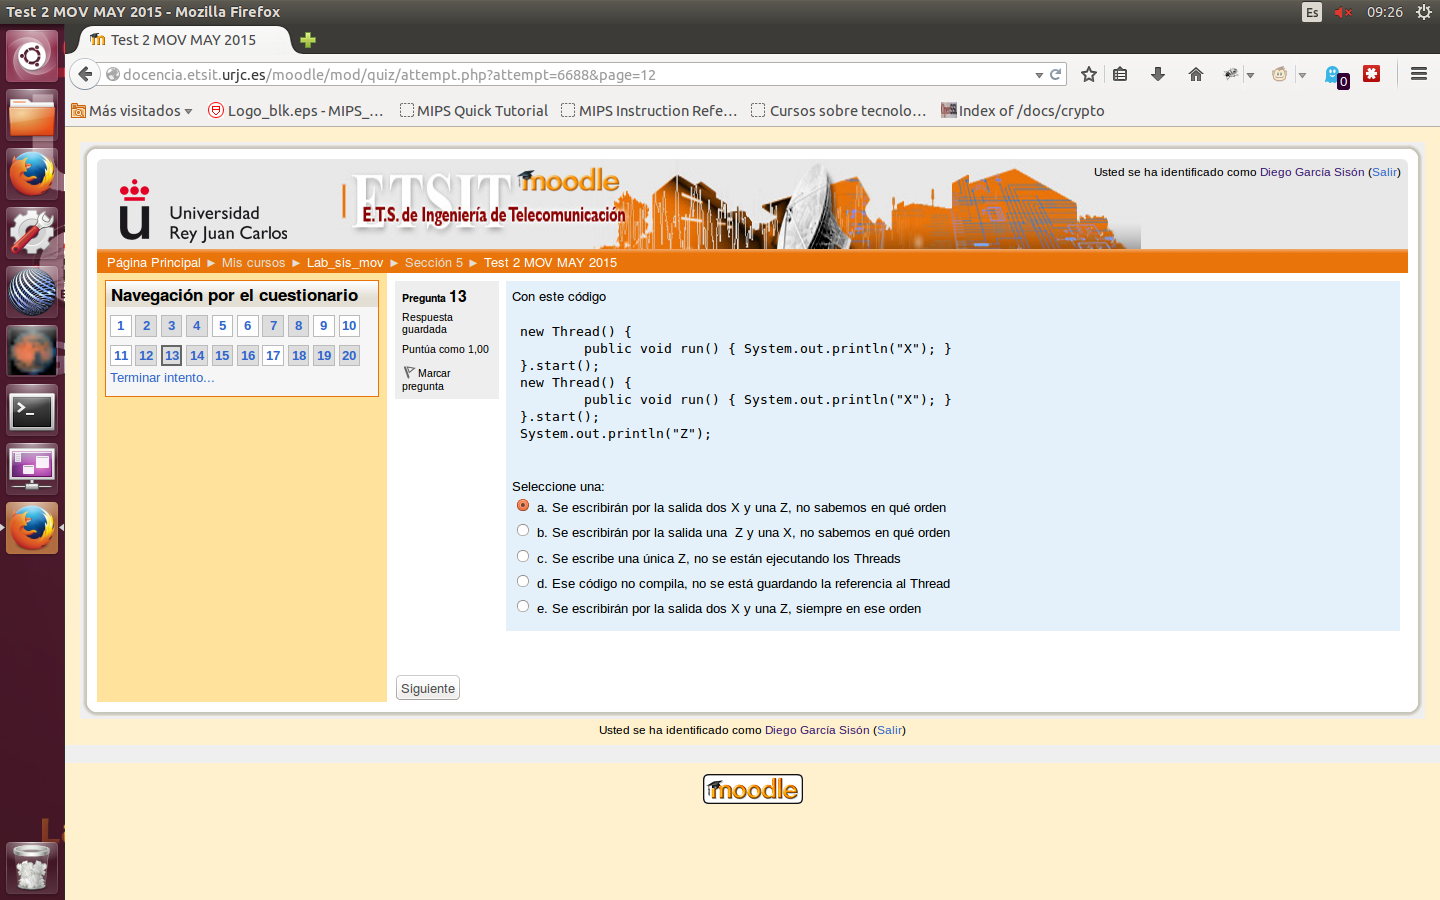 Test 2 MOV MAY 2015 - Mozilla Firefox
Es
09:26
Test 2 MOV MAY 2015
docencia.etsit.urjc.es/moodle/mod/quiz/attempt.php?attempt=6688&page=12
0
Más visitados
Logo_blk.eps - MIPS_...
MIPS Quick Tutorial
MIPS Instruction Refe...
Cursos sobre tecnolo...
Index of /docs/crypto
Universidad
Rey Juan Carlos
ETSIT moodle
E.T.S. de Ingeniería de Telecomunicación
Usted se ha identificado como Diego García Sisón (Salir)
Página Principal ► Mis cursos ► Lab_sis_mov ► Sección 5 ► Test 2 MOV MAY 2015
Navegación por el cuestionario
1 2 3 4 5 6 7 8 9 10
11 12 13 14 15 16 17 18 19 20
Terminar intento...
Pregunta 13
Respuesta
guardada
Puntúa como 1,00
Marcar
pregunta
Con este código
new Thread() {
public void run() { System.out.println("X"); }
}.start();
new Thread() {
public void run() { System.out.println("X"); }
}.start();
System.out.println("Z");
Seleccione una:
a. Se escribirán por la salida dos X y una Z, no sabemos en qué orden
b. Se escribirán por la salida una  Z y una X, no sabemos en qué orden
c. Se escribe una única Z, no se están ejecutando los Threads
d. Ese código no compila, no se está guardando la referencia al Thread
e. Se escribirán por la salida dos X y una Z, siempre en ese orden
Siguiente
Usted se ha identificado como Diego García Sisón (Salir)
moodle